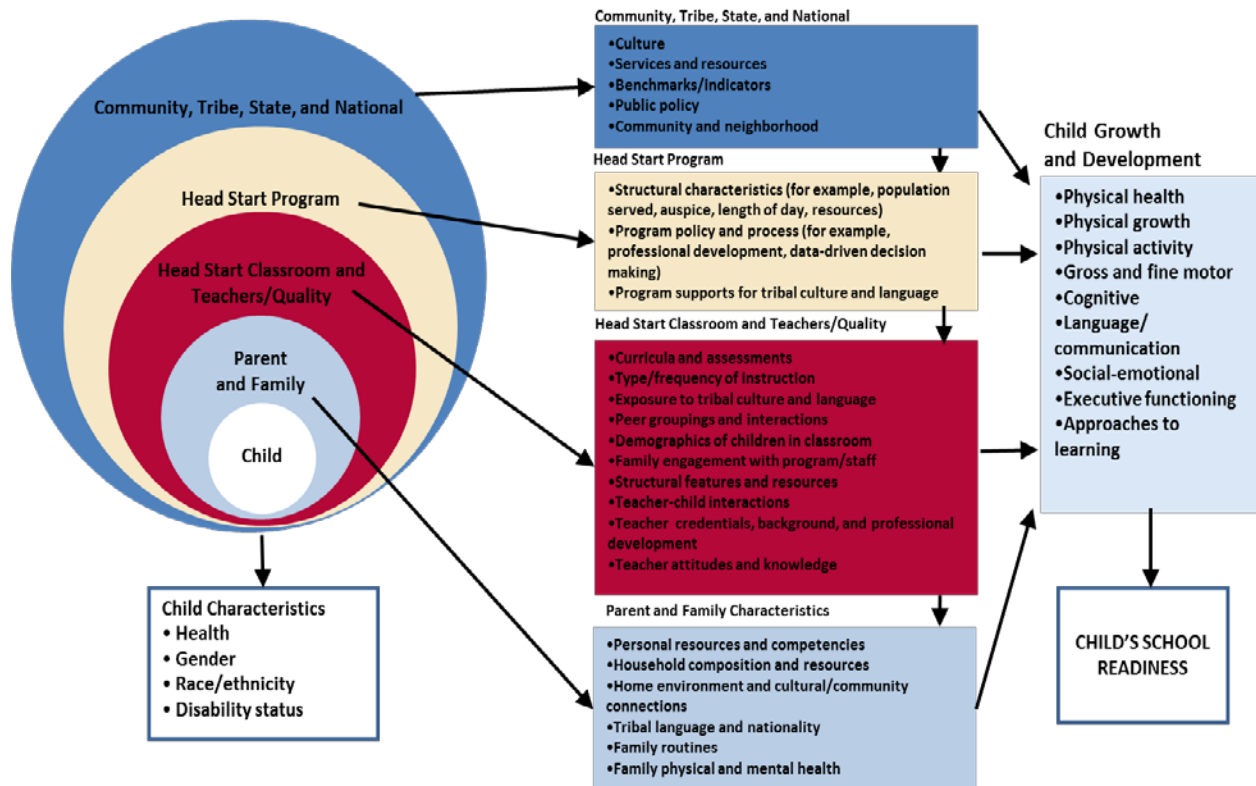 Community, Tribe, State, and National
Head Start Program
Head Start Classroom and
Teachers/Quality
Parent
and Family
Child
Child Characteristics
• Health
• Gender
• Race/ethnicity
• Disability status
Community, Tribe, State, and National
•Culture
•Services and resources
•Benchmarks/indicators
•Public policy
•Community and neighborhood
Head Start Program
•Structural characteristics (for example, population
served, auspice, length of day, resources)
•Program policy and process (for example,
professional development, data-driven decision
making)
•Program supports for tribal culture and language
Head Start Classroom and Teachers/Quality
•Curricula and assessments
•Type/frequency of instruction
•Exposure to tribal culture and language
•Peer groupings and interactions
•Demographics of children in classroom
•Family engagement with program/staff
•Structural features and resources
•Teacher-child interactions
•Teacher credentials, background, and professional
development
•Teacher attitudes and knowledge
Parent and Family Characteristics
•Personal resources and competencies
•Household composition and resources
•Home environment and cultural/community
connections
•Tribal language and nationality
•Family routines
•Family physical and mental health
Child Growth
and Development
•Physical health
•Physical growth
•Physical activity
•Gross and fine motor
•Cognitive
•Language/
communication
•Social-emotional
•Executive functioning
•Approaches to
learning
CHILD'S SCHOOL
READINESS